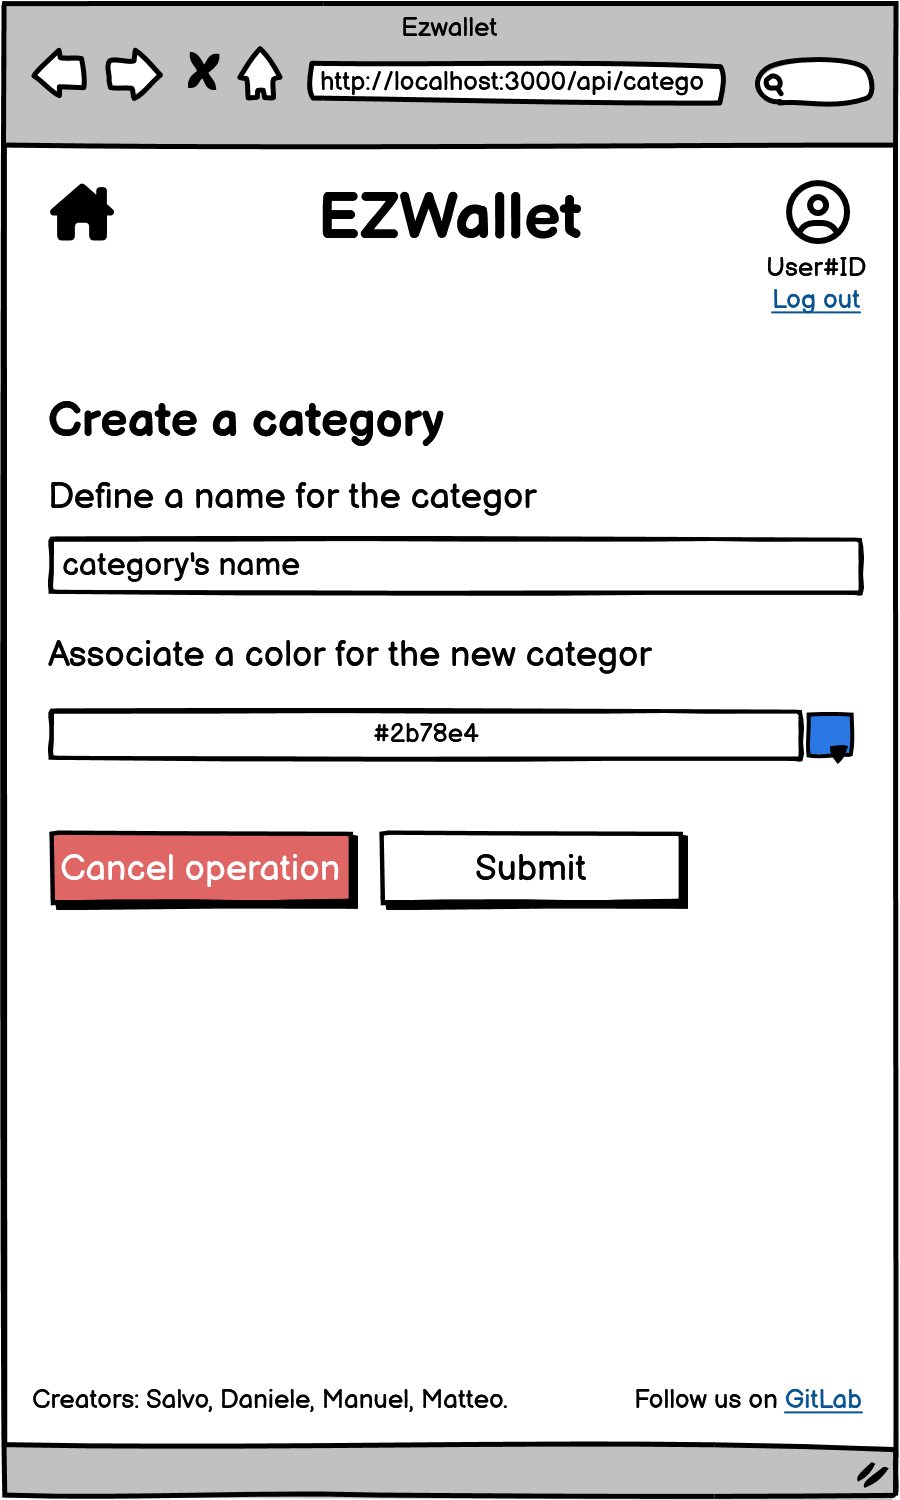 Ezwallet
http://localhost:3000/api/catego
EZWallet
User#ID
Log out
Create a category
Define a name for the categor
category's name
Associate a color for the new categor
#2b78e4
Cancel operation
Submit
Creators: Salvo, Daniele, Manuel, Matteo.
Follow us on GitLab